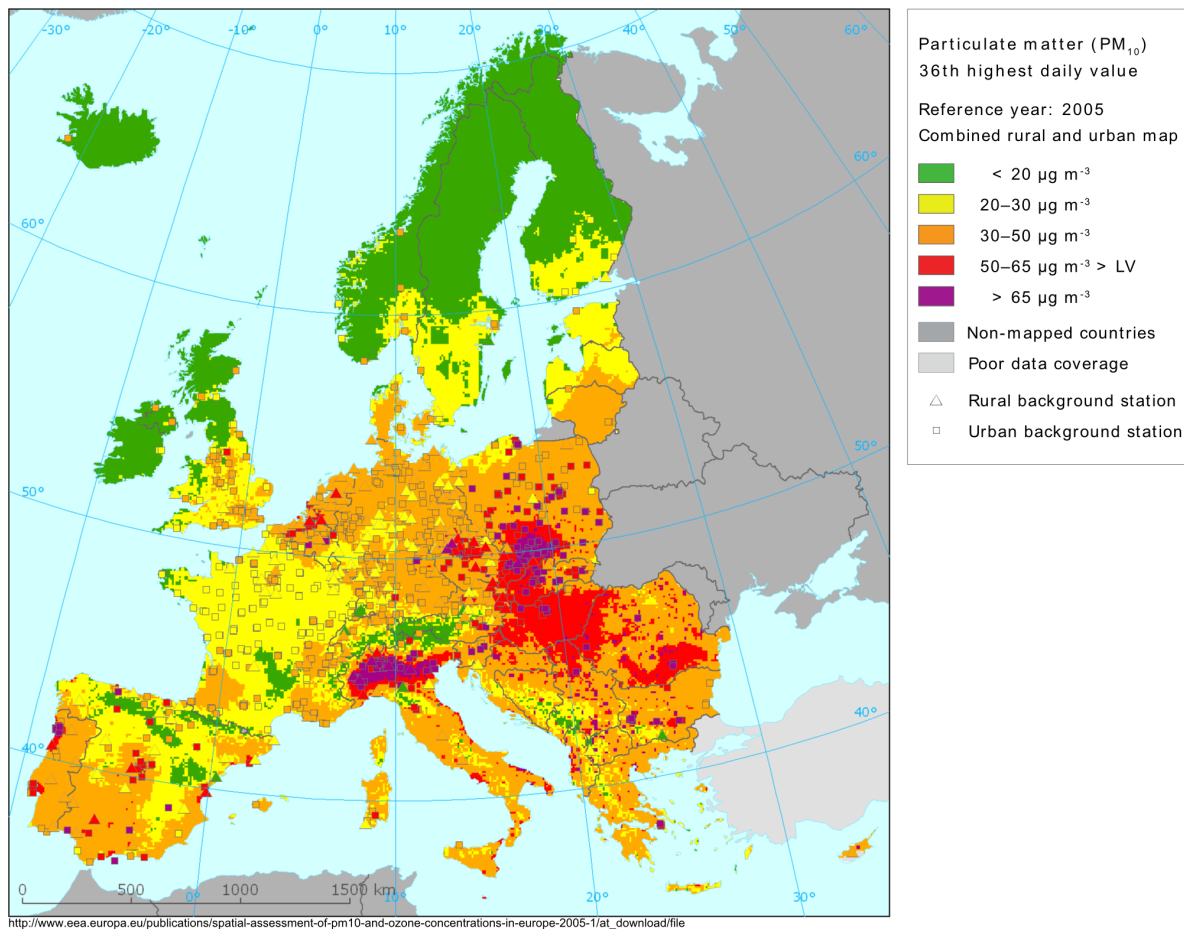 -30° -20° -10° 0° 10° 20° 30° 40° 50° 60°
60°
60°
50°
50°
40°
40°
0 500 1000 1500 km
0° 10° 20° 30°
http://www.eea.europa.eu/publications/spatial-assessment-of-pm10-and-ozone-concentrations-in-europe-2005-1/at_download/file
Particulate matter (PM₁₀)
36th highest daily value
Reference year: 2005
Combined rural and urban map
< 20 µg m⁻³
20–30 µg m⁻³
30–50 µg m⁻³
50–65 µg m⁻³ > LV
> 65 µg m⁻³
Non-mapped countries
Poor data coverage
Rural background station
Urban background station